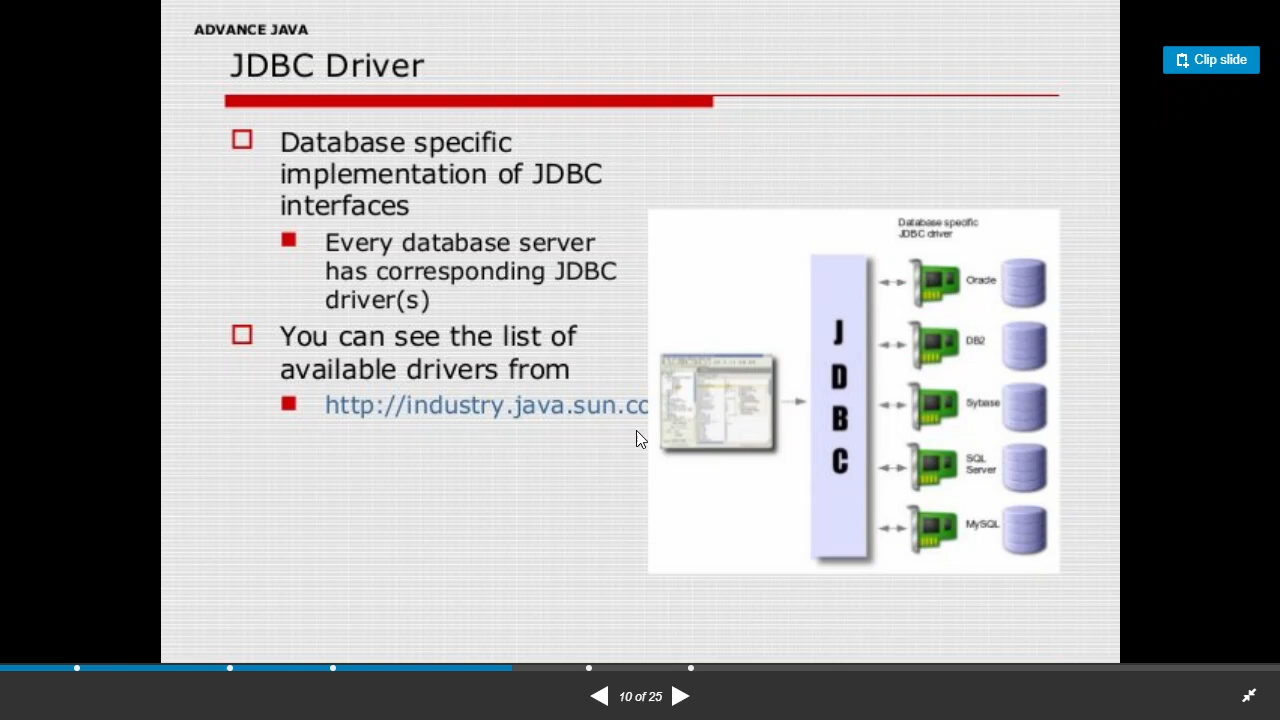 ADVANCE JAVA
Clip slide
JDBC Driver
Database specific
implementation of JDBC
interfaces
Every database server
has corresponding JDBC
driver(s)
You can see the list of
available drivers from
http://industry.java.sun.co
Database specific
JDBC driver
J
D
B
C
Oracle
DB2
Sybase
SQL
Server
MySQL
10 of 25